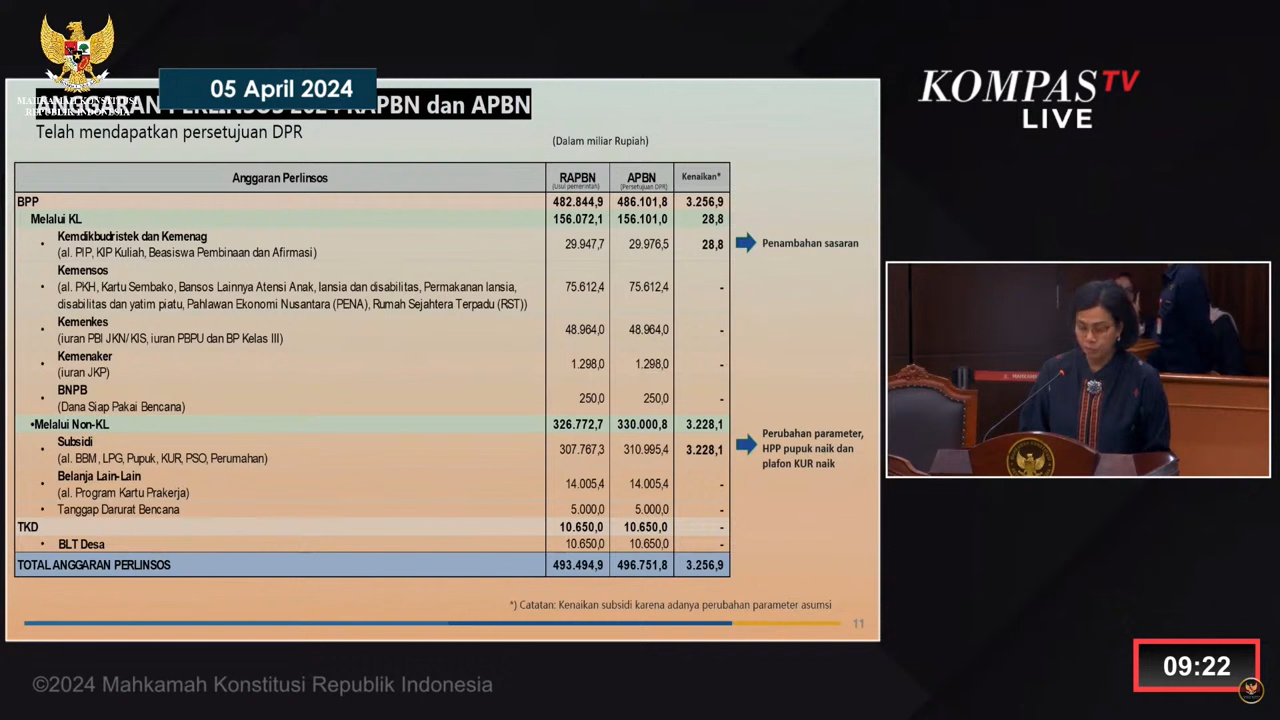 MAHKAMAH KONSTITUSI
REPUBLIK INDONESIA
05 April 2024
ANGGARAN PERLINSOS 2024 RAPBN dan APBN
Telah mendapatkan persetujuan DPR
(Dalam miliar Rupiah)
Anggaran Perlinsos RAPBN (Usul pemerintah) APBN (Persetujuan DPR) Kenaikan*
BPP 482.844,9 486.101,8 3.256,9
Melalui KL 156.072,1 156.101,0 28,8
• Kemdikbudristek dan Kemenag
(al. PIP, KIP Kuliah, Beasiswa Pembinaan dan Afirmasi) 29.947,7 29.976,5 28,8
Penambahan sasaran
Kemensos
• (al. PKH, Kartu Sembako, Bansos Lainnya Atensi Anak, lansia dan disabilitas, Permakanan lansia, 75.612,4 75.612,4 -
disabilitas dan yatim piatu, Pahlawan Ekonomi Nusantara (PENA), Rumah Sejahtera Terpadu (RST))
• Kemenkes
(iuran PBI JKN/KIS, iuran PBPU dan BP Kelas III) 48.964,0 48.964,0 -
• Kemenaker
(iuran JKP) 1.298,0 1.298,0 -
• BNPB
(Dana Siap Pakai Bencana) 250,0 250,0 -
•Melalui Non-KL 326.772,7 330.000,8 3.228,1
• Subsidi
(al. BBM, LPG, Pupuk, KUR, PSO, Perumahan) 307.767,3 310.995,4 3.228,1
Perubahan parameter,
HPP pupuk naik dan
plafon KUR naik
• Belanja Lain-Lain
(al. Program Kartu Prakerja) 14.005,4 14.005,4 -
• Tanggap Darurat Bencana 5.000,0 5.000,0 -
TKD 10.650,0 10.650,0 -
• BLT Desa 10.650,0 10.650,0 -
TOTAL ANGGARAN PERLINSOS 493.494,9 496.751,8 3.256,9
*) Catatan: Kenaikan subsidi karena adanya perubahan parameter asumsi
11
KOMPAS TV
LIVE
09:22
©2024 Mahkamah Konstitusi Republik Indonesia